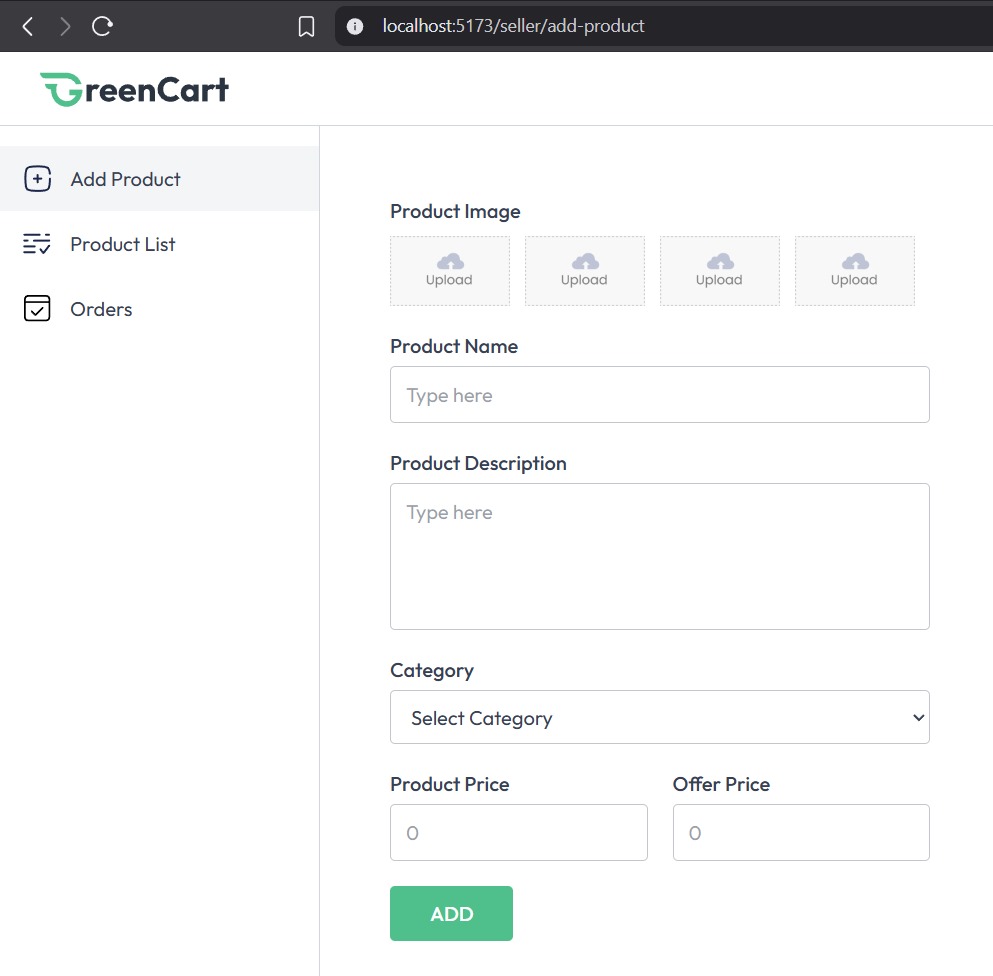 localhost:5173/seller/add-product
GreenCart
Add Product
Product List
Orders
Product Image
Upload Upload Upload Upload
Product Name
Type here
Product Description
Type here
Category
Select Category
Product Price Offer Price
0 0
ADD